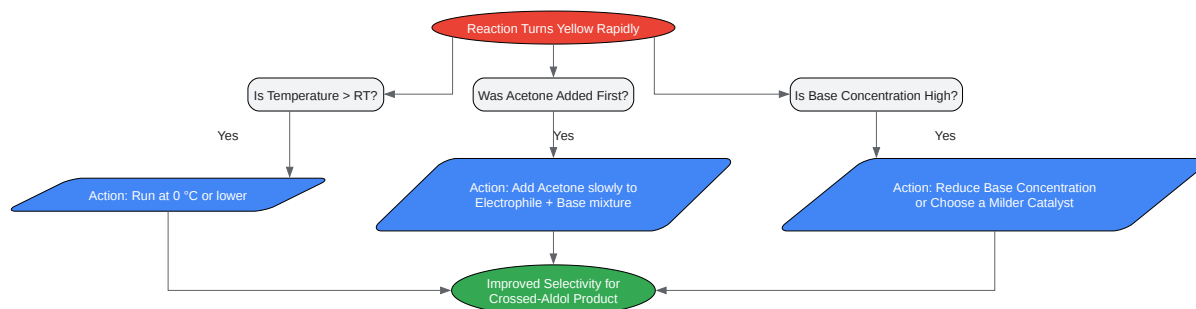 Reaction Turns Yellow Rapidly
Is Temperature > RT?
Was Acetone Added First?
Is Base Concentration High?
Yes
Yes
Yes
Action: Run at 0 °C or lower
Action: Add Acetone slowly to
Electrophile + Base mixture
Action: Reduce Base Concentration
or Choose a Milder Catalyst
Improved Selectivity for
Crossed-Aldol Product